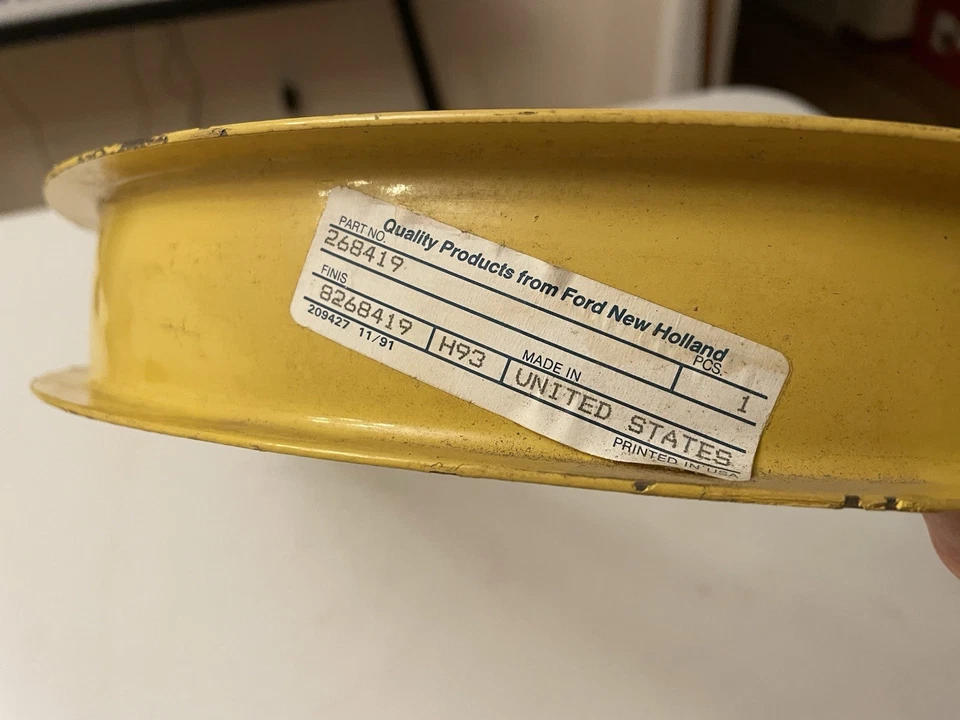 Quality Products from Ford New Holland
PART NO.
268419
PCS.
1
FINIS
8268419
H93
MADE IN
UNITED STATES
209427 11/91
PRINTED IN USA